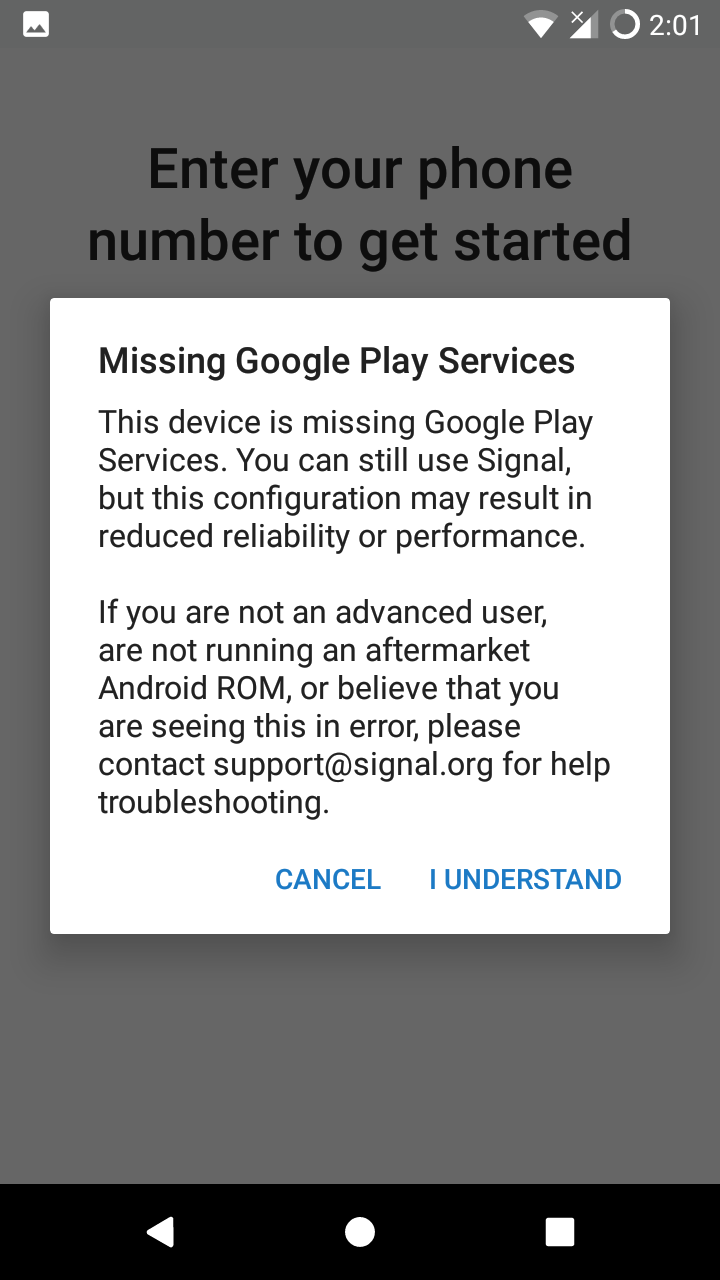 2:01
Enter your phone
number to get started
Missing Google Play Services
This device is missing Google Play
Services. You can still use Signal,
but this configuration may result in
reduced reliability or performance.
If you are not an advanced user,
are not running an aftermarket
Android ROM, or believe that you
are seeing this in error, please
contact support@signal.org for help
troubleshooting.
CANCEL I UNDERSTAND